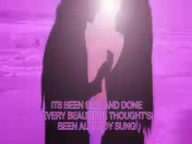 ITS BEEN SAID AND DONE
EVERY BEAUTIFUL THOUGHT'S
BEEN ALREADY SUNG